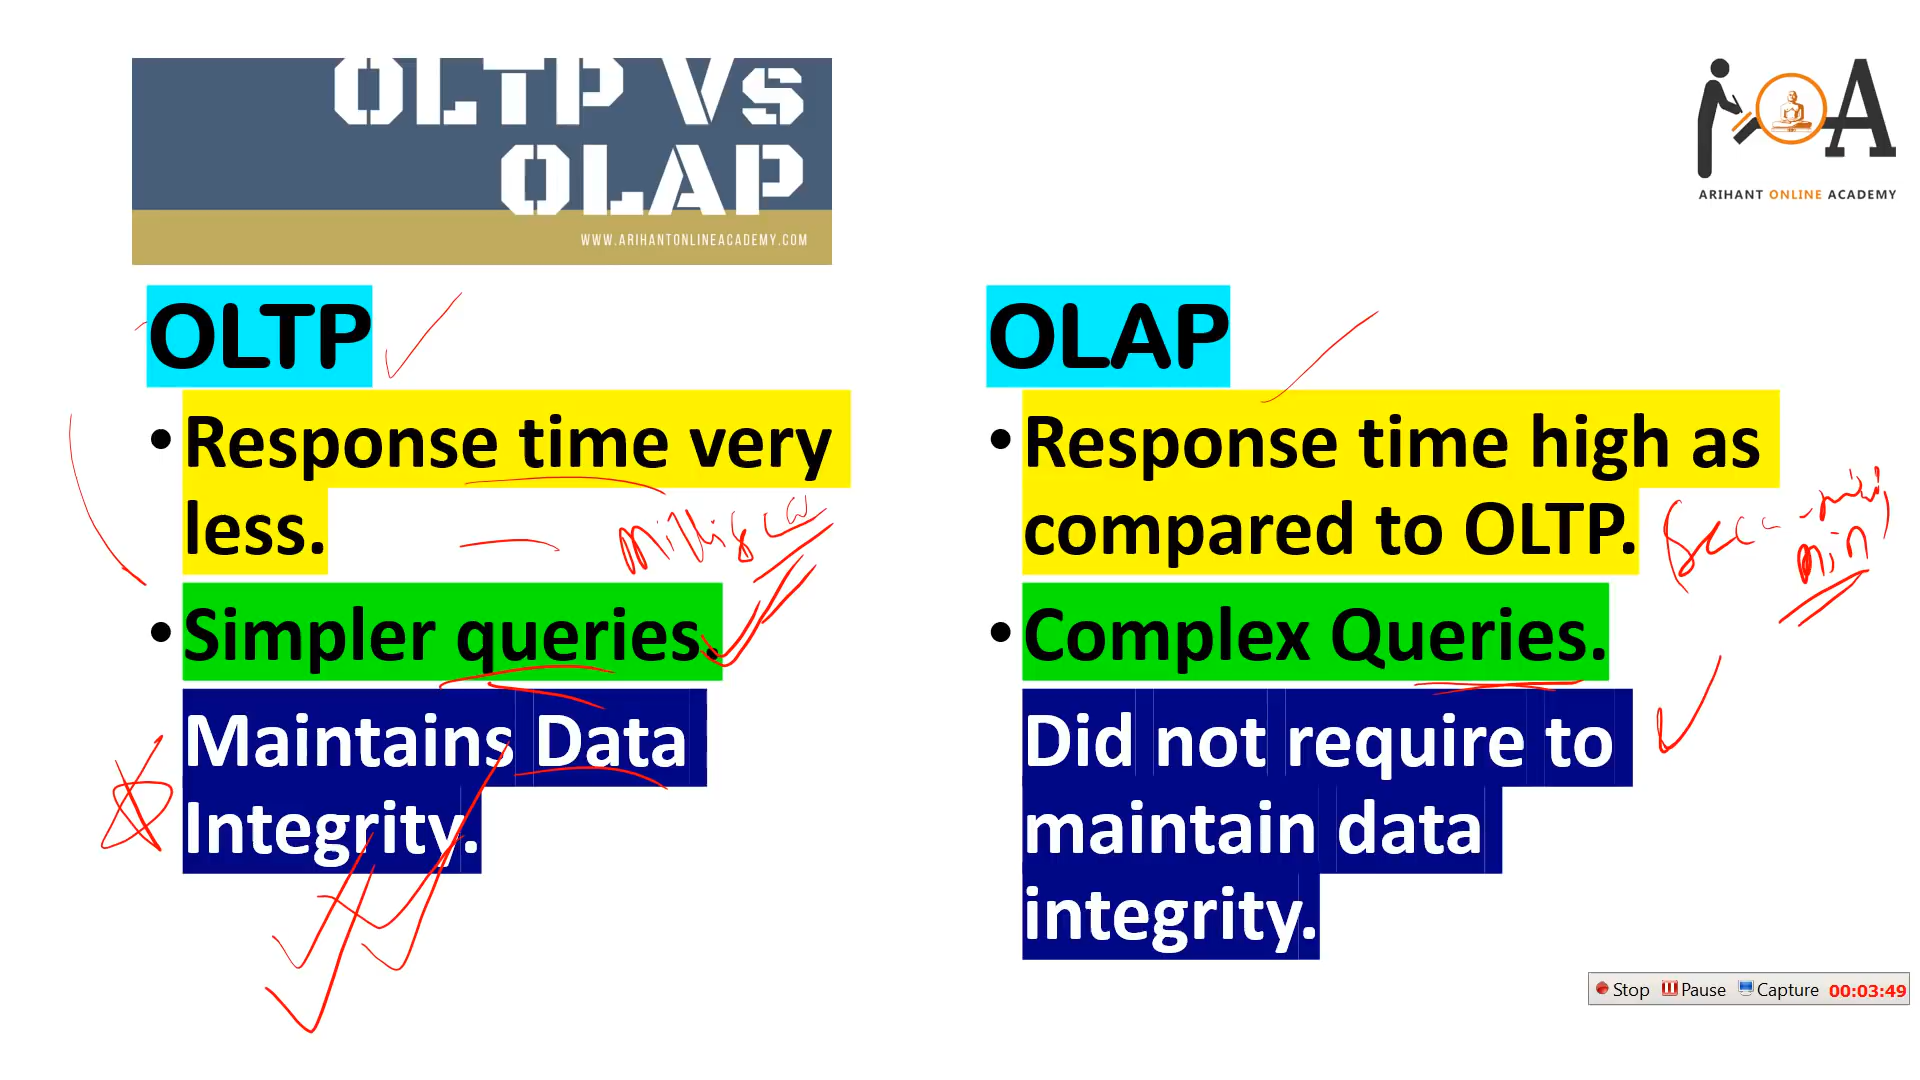 OLTP Vs
OLAP
WWW.ARIHANTONLINEACADEMY.COM
ARIHANT ONLINE ACADEMY
OLTP
• Response time very
less.
• Simpler queries.
Maintains Data
Integrity.
OLAP
• Response time high as
compared to OLTP.
• Complex Queries.
Did not require to
maintain data
integrity.
min
Stop Pause Capture 00:03:49